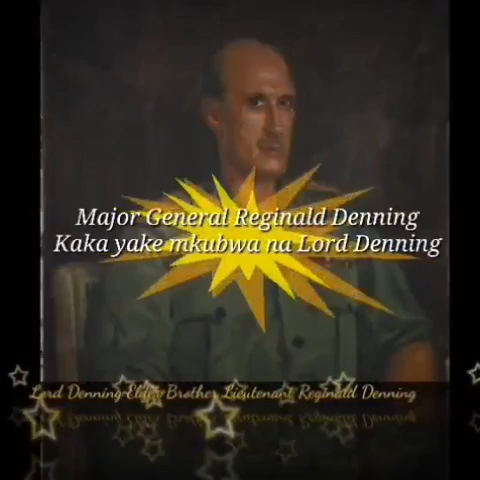 Major General Reginald Denning
Kaka yake mkubwa na Lord Denning
Lord Denning Elder Brother Lieutenant Reginald Denning